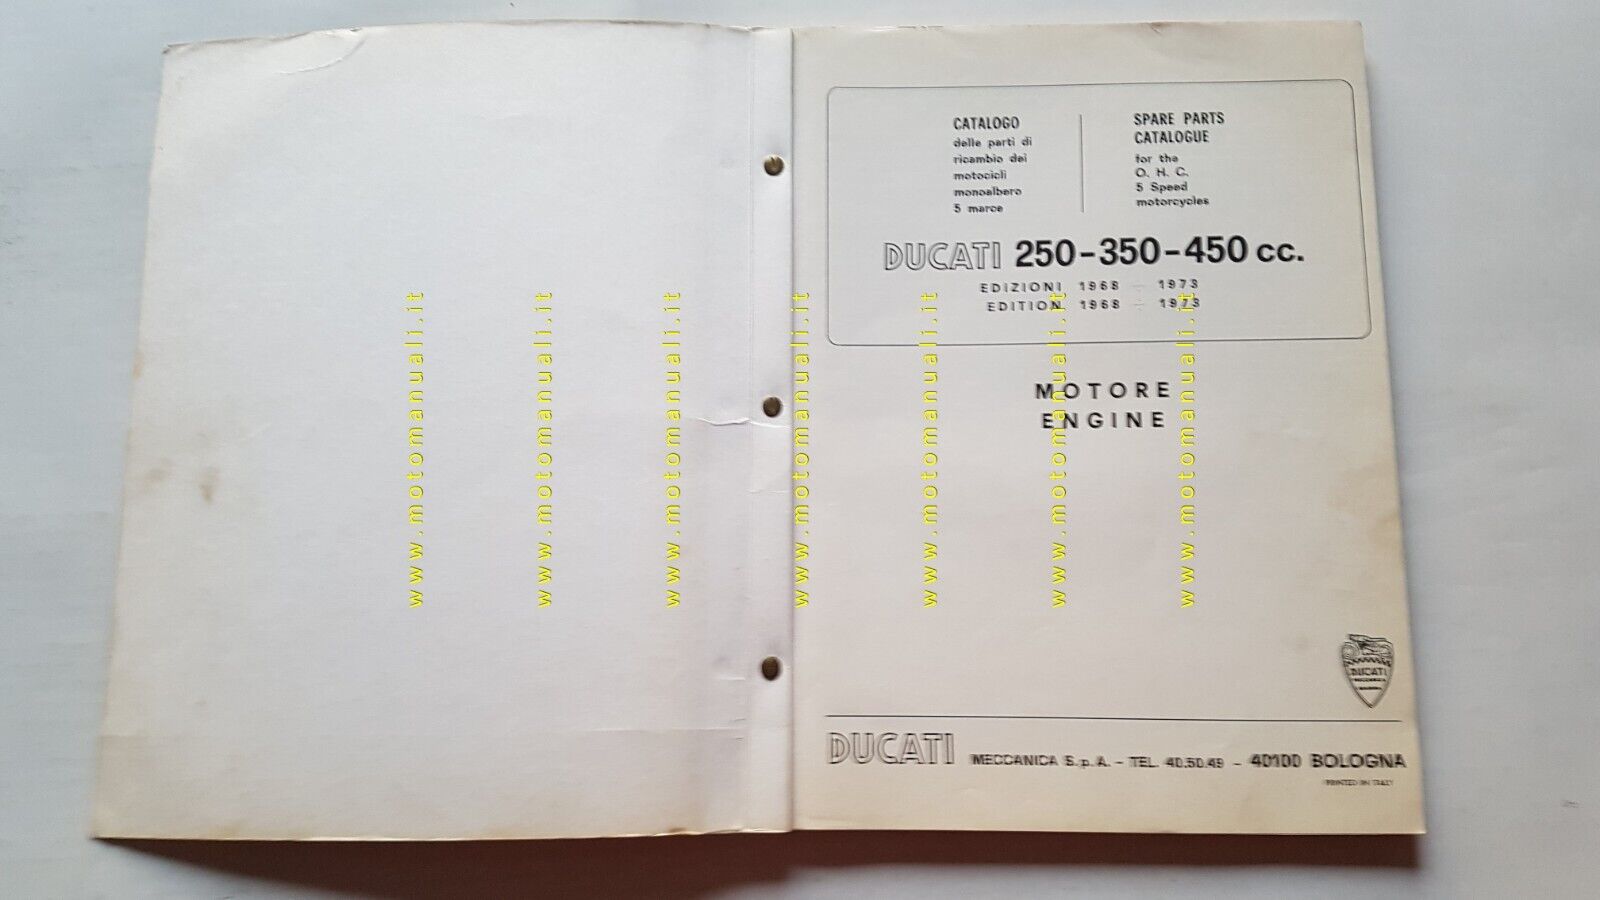 CATALOGO
delle parti di
ricambio dei
motocicli
monoalbero
5 marce
SPARE PARTS
CATALOGUE
for the
O. H. C.
5 Speed
motorcycles
DUCATI 250-350-450 cc.
EDIZIONI 1968 ÷ 1973
EDITION 1968 ÷ 1973
MOTORE
ENGINE
DUCATI
MECCANICA
DUCATI MECCANICA S.p.A. - TEL. 40.50.49 - 40100 BOLOGNA
PRINTED IN ITALY
www.motomanuali.it
www.motomanuali.it
www.motomanuali.it
www.motomanuali.it
www.motomanuali.it
www.motomanuali.it
www.motomanuali.it